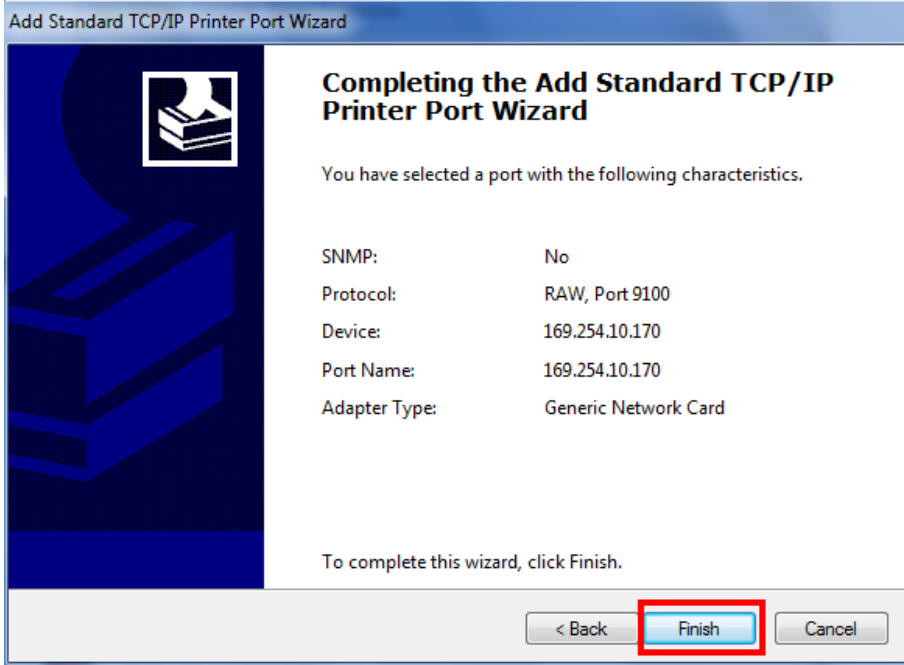 Add Standard TCP/IP Printer Port Wizard
Completing the Add Standard TCP/IP
Printer Port Wizard
You have selected a port with the following characteristics.
SNMP: No
Protocol: RAW, Port 9100
Device: 169.254.10.170
Port Name: 169.254.10.170
Adapter Type: Generic Network Card
To complete this wizard, click Finish.
< Back Finish Cancel